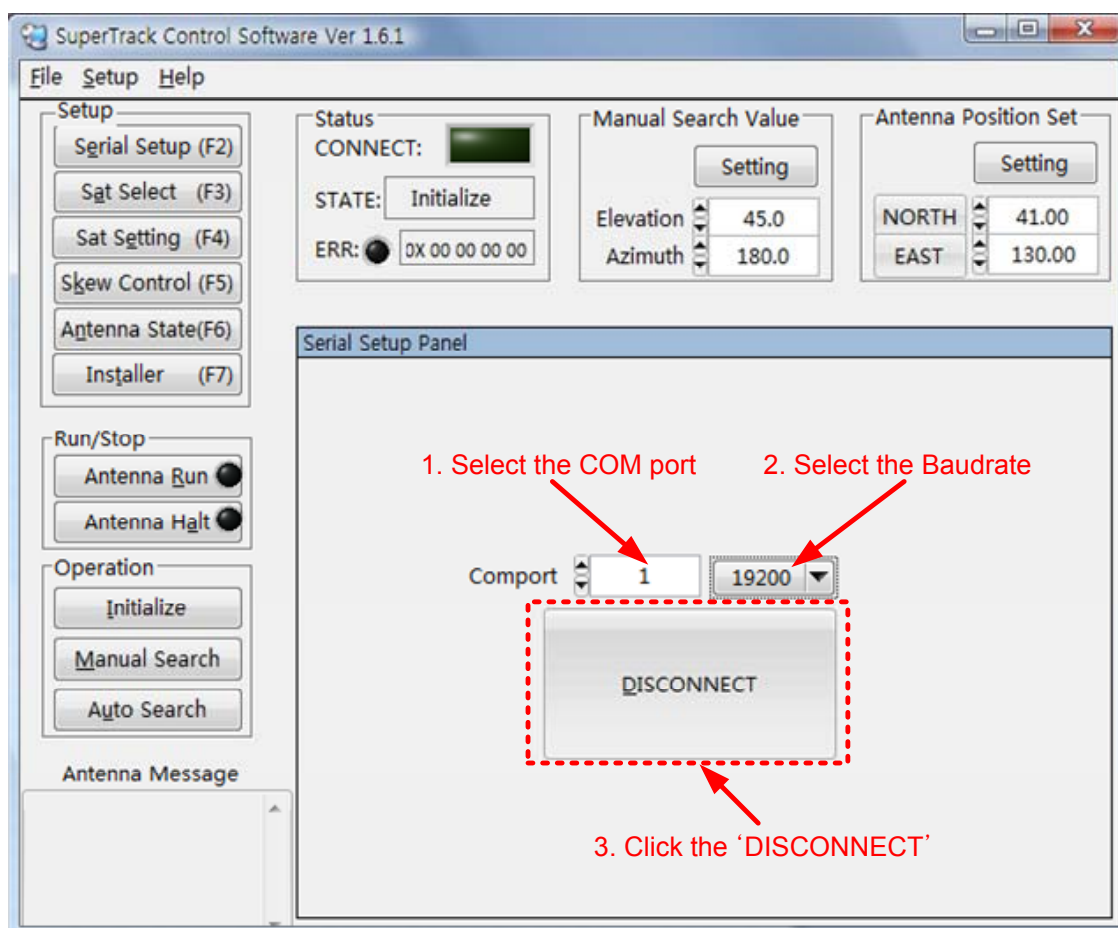 SuperTrack Control Software Ver 1.6.1
File Setup Help
Setup
Serial Setup (F2)
Sat Select (F3)
Sat Setting (F4)
Skew Control (F5)
Antenna State(F6)
Installer (F7)
Run/Stop
Antenna Run
Antenna Halt
Operation
Initialize
Manual Search
Auto Search
Antenna Message
Status
CONNECT:
STATE: Initialize
ERR: 0X 00 00 00 00
Manual Search Value
Setting
Elevation 45.0
Azimuth 180.0
Antenna Position Set
Setting
NORTH 41.00
EAST 130.00
Serial Setup Panel
1. Select the COM port 2. Select the Baudrate
Comport 1 19200
DISCONNECT
3. Click the ‘DISCONNECT’